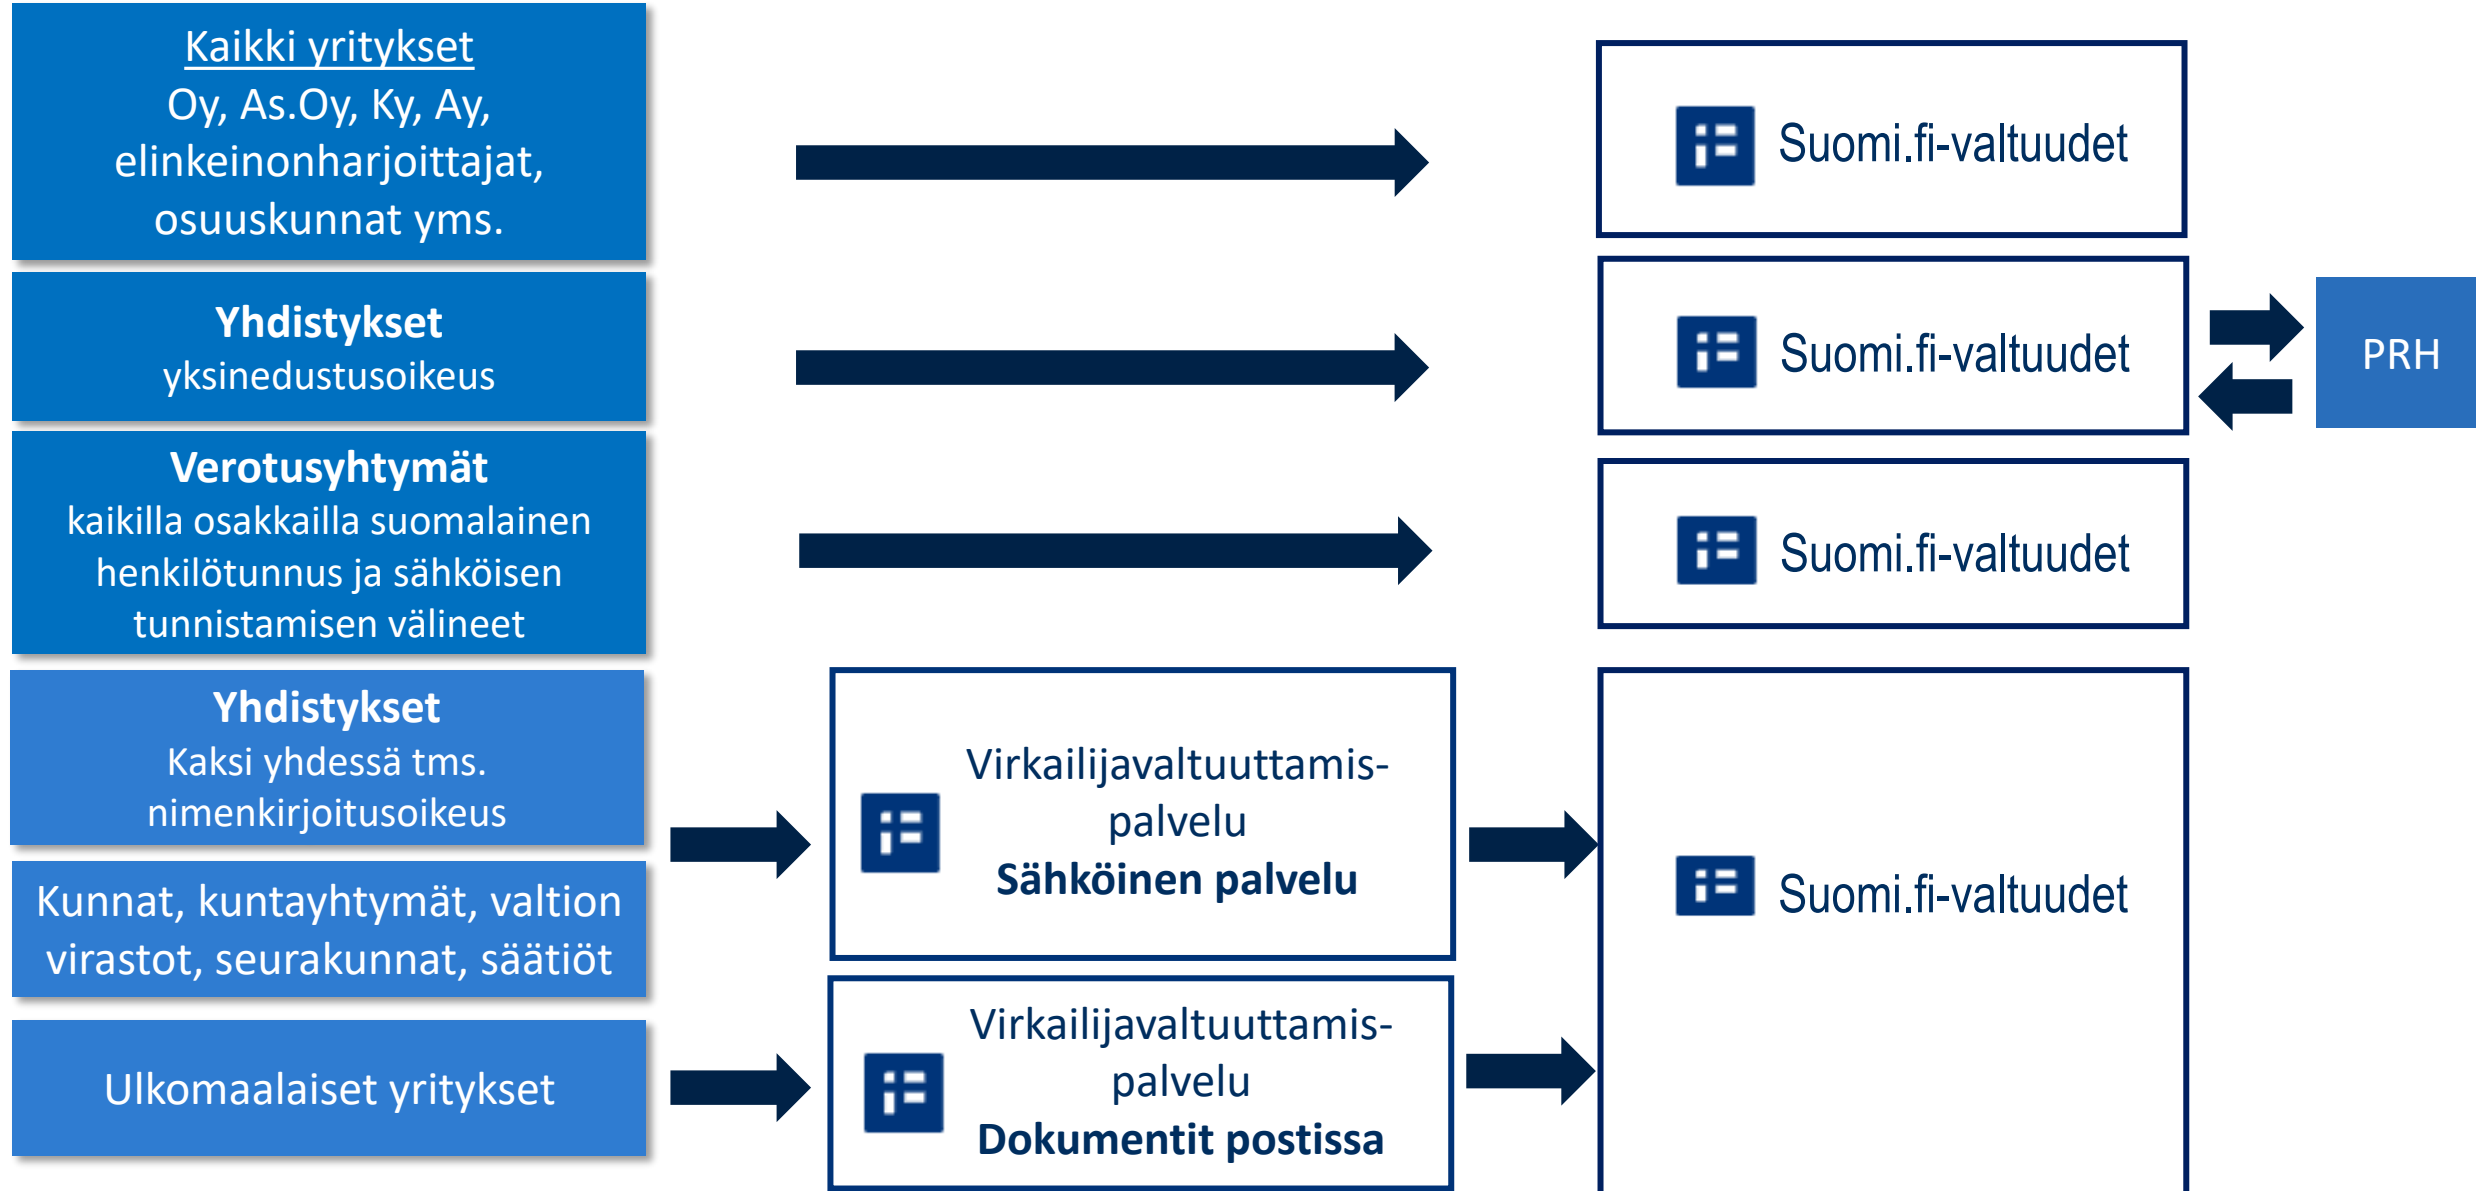 Kaikki yritykset
Oy, As.Oy, Ky, Ay,
elinkeinonharjoittajat,
osuuskunnat yms.
Suomi.fi-valtuudet
Yhdistykset
yksinedustusoikeus
Suomi.fi-valtuudet
PRH
Verotusyhtymät
kaikilla osakkailla suomalainen
henkilötunnus ja sähköisen
tunnistamisen välineet
Suomi.fi-valtuudet
Yhdistykset
Kaksi yhdessä tms.
nimenkirjoitusoikeus
Kunnat, kuntayhtymät, valtion
virastot, seurakunnat, säätiöt
Virkailijavaltuuttamis-
palvelu
Sähköinen palvelu
Suomi.fi-valtuudet
Ulkomaalaiset yritykset
Virkailijavaltuuttamis-
palvelu
Dokumentit postissa